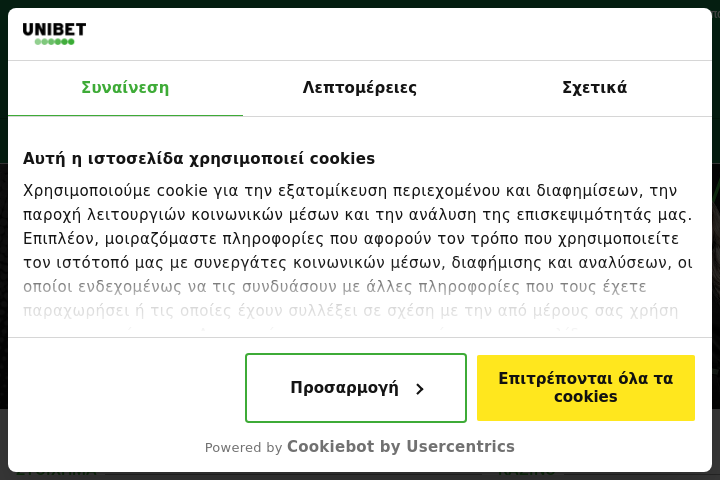 UNIBET
Συναίνεση
Λεπτομέρειες
Σχετικά
Αυτή η ιστοσελίδα χρησιμοποιεί cookies
Χρησιμοποιούμε cookie για την εξατομίκευση περιεχομένου και διαφημίσεων, την
παροχή λειτουργιών κοινωνικών μέσων και την ανάλυση της επισκεψιμότητάς μας.
Επιπλέον, μοιραζόμαστε πληροφορίες που αφορούν τον τρόπο που χρησιμοποιείτε
τον ιστότοπό μας με συνεργάτες κοινωνικών μέσων, διαφήμισης και αναλύσεων, οι
οποίοι ενδεχομένως να τις συνδυάσουν με άλλες πληροφορίες που τους έχετε
παραχωρήσει ή τις οποίες έχουν συλλέξει σε σχέση με την από μέρους σας χρήση
Προσαρμογή
Επιτρέπονται όλα τα
cookies
Powered by Cookiebot by Usercentrics